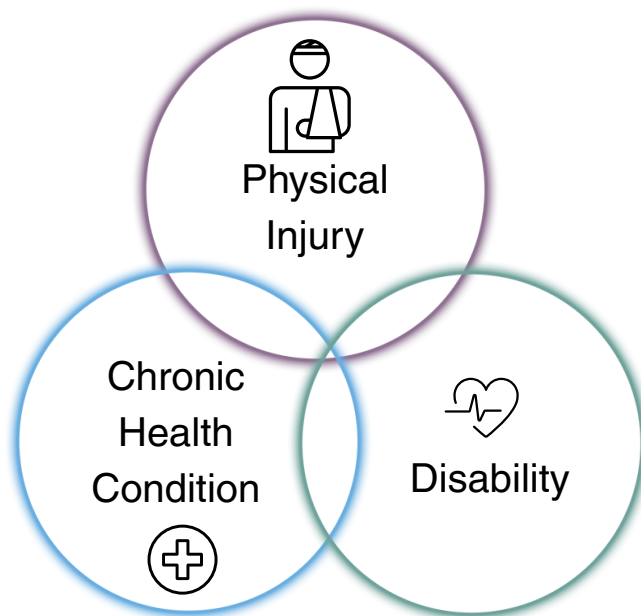 Physical
Injury
Chronic
Health
Condition
Disability